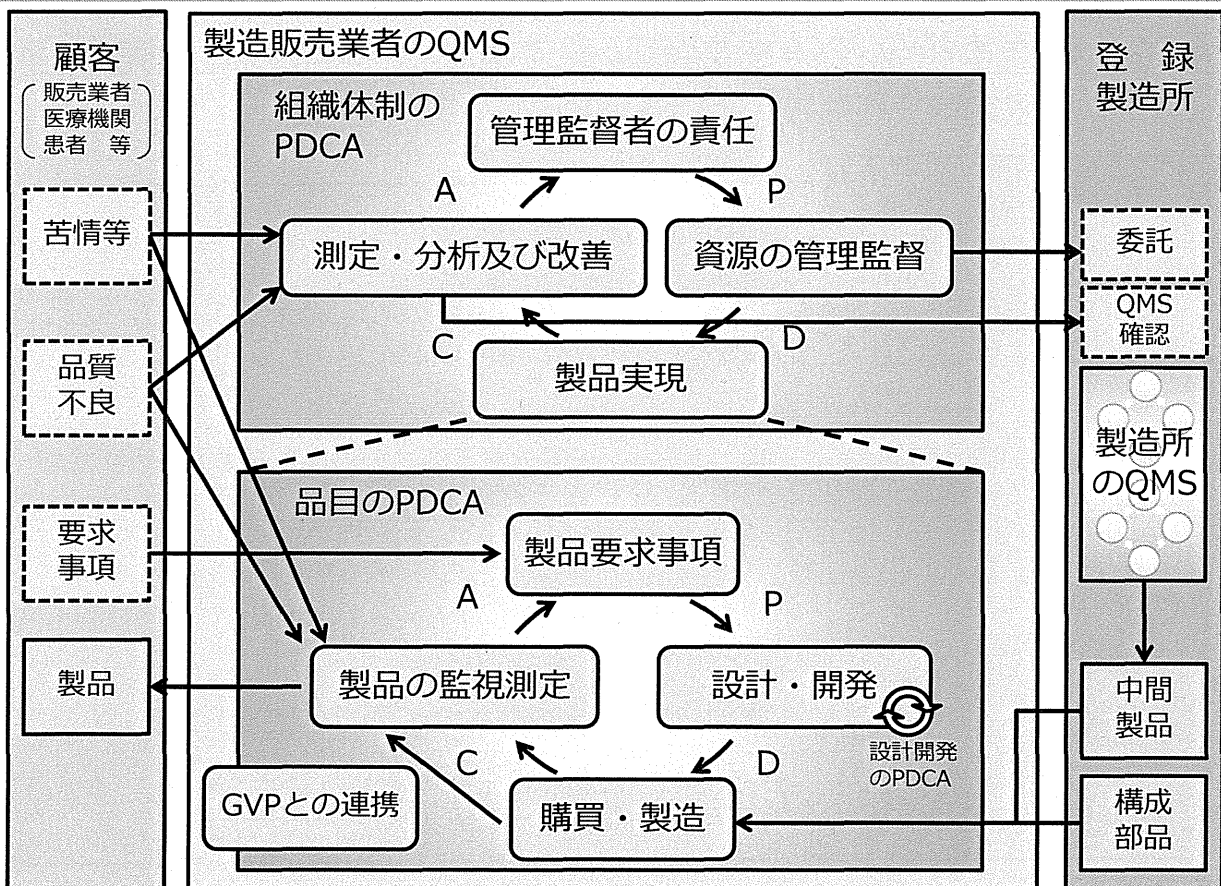 顧客
販売業者
医療機関
患者 等
苦情等
品質
不良
要求
事項
製品
製造販売業者のQMS
組織体制の
PDCA
管理監督者の責任
A
P
測定・分析及び改善
資源の管理監督
C
D
製品実現
品目のPDCA
製品要求事項
A
P
製品の監視測定
設計・開発
設計開発
のPDCA
C
D
GVPとの連携
購買・製造
登 録
製造所
委託
QMS
確認
製造所
のQMS
中間
製品
構成
部品